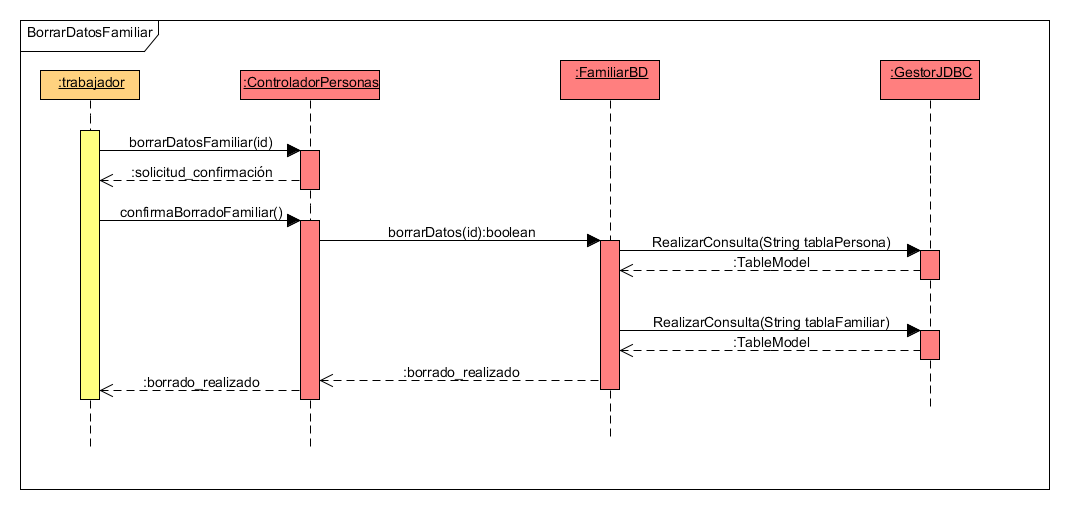 BorrarDatosFamiliar
:trabajador
:ControladorPersonas
:FamiliarBD
:GestorJDBC
borrarDatosFamiliar(id)
:solicitud_confirmación
confirmaBorradoFamiliar()
borrarDatos(id):boolean
RealizarConsulta(String tablaPersona)
:TableModel
RealizarConsulta(String tablaFamiliar)
:TableModel
:borrado_realizado
:borrado_realizado